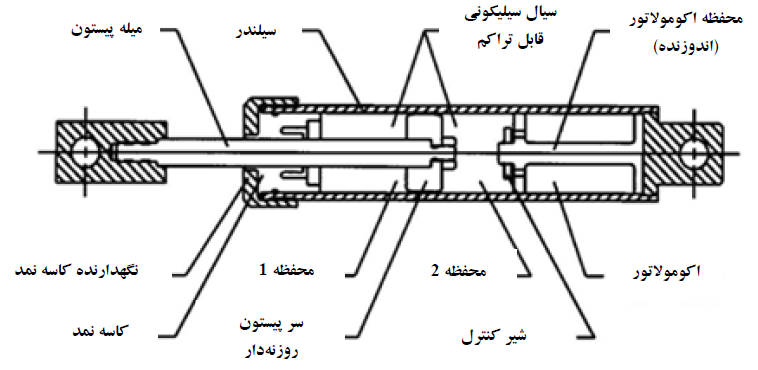 میله پیستون
سیلندر
سیال سیلیکونی
قابل تراکم
محفظه اکومولاتور
(اندوزنده)
نگهدارنده کاسه نمد
محفظه 1
محفظه 2
اکومولاتور
کاسه نمد
سر پیستون
روزنه‌دار
شیر کنترل